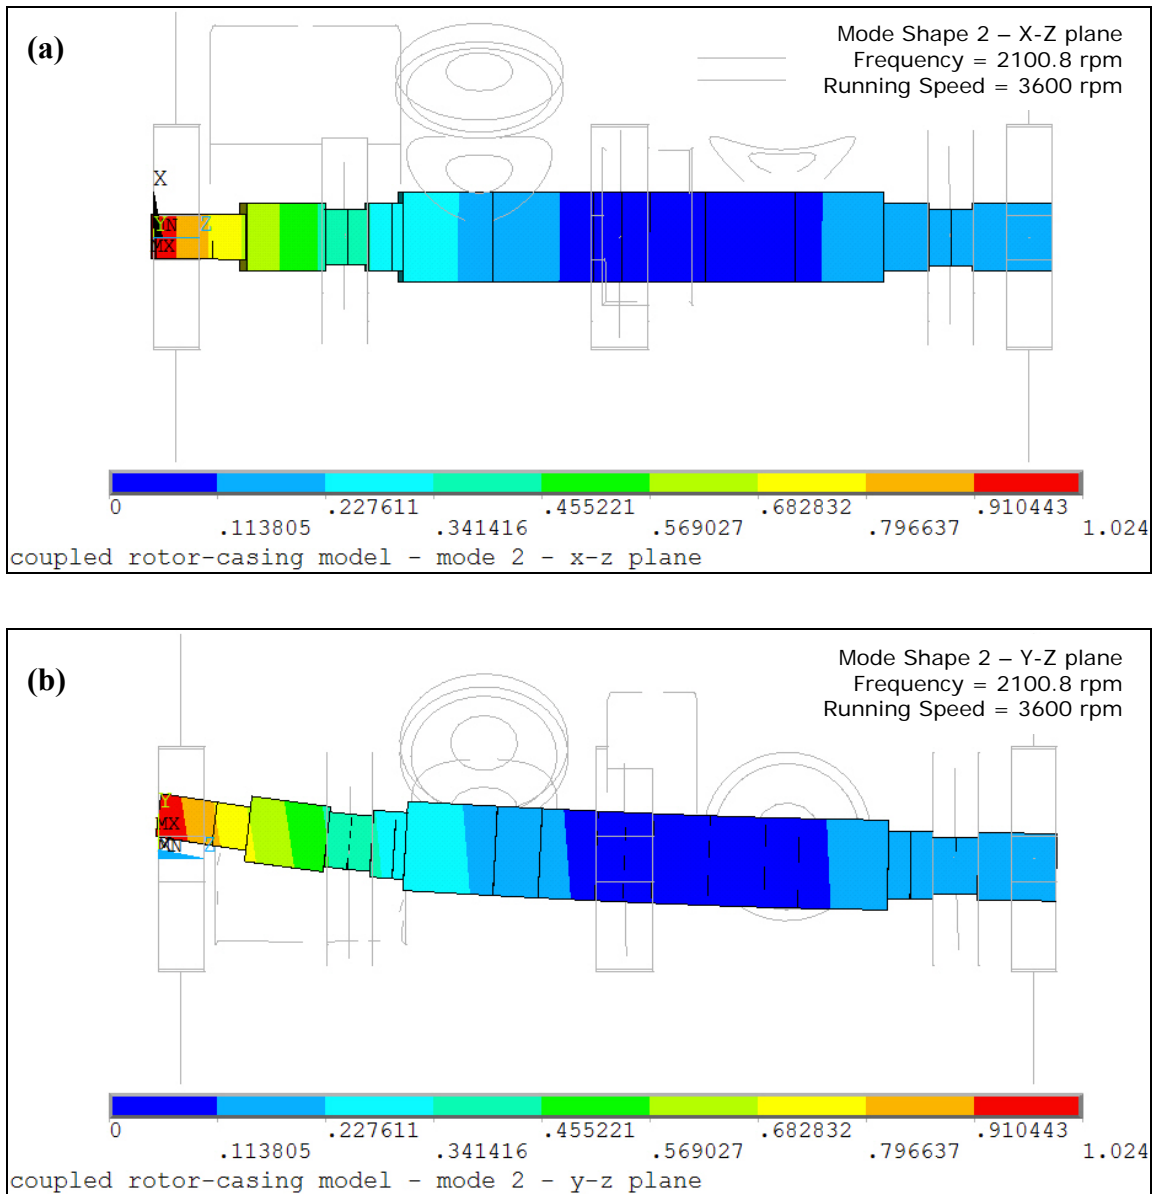 (a)
Mode Shape 2 – X-Z plane
Frequency = 2100.8 rpm
Running Speed = 3600 rpm
X
YN Z
MX
0 .227611 .455221 .682832 .910443
.113805 .341416 .569027 .796637 1.024
coupled rotor-casing model - mode 2 - x-z plane
(b)
Mode Shape 2 – Y-Z plane
Frequency = 2100.8 rpm
Running Speed = 3600 rpm
Y
MX
MN Z
0 .227611 .455221 .682832 .910443
.113805 .341416 .569027 .796637 1.024
coupled rotor-casing model - mode 2 - y-z plane